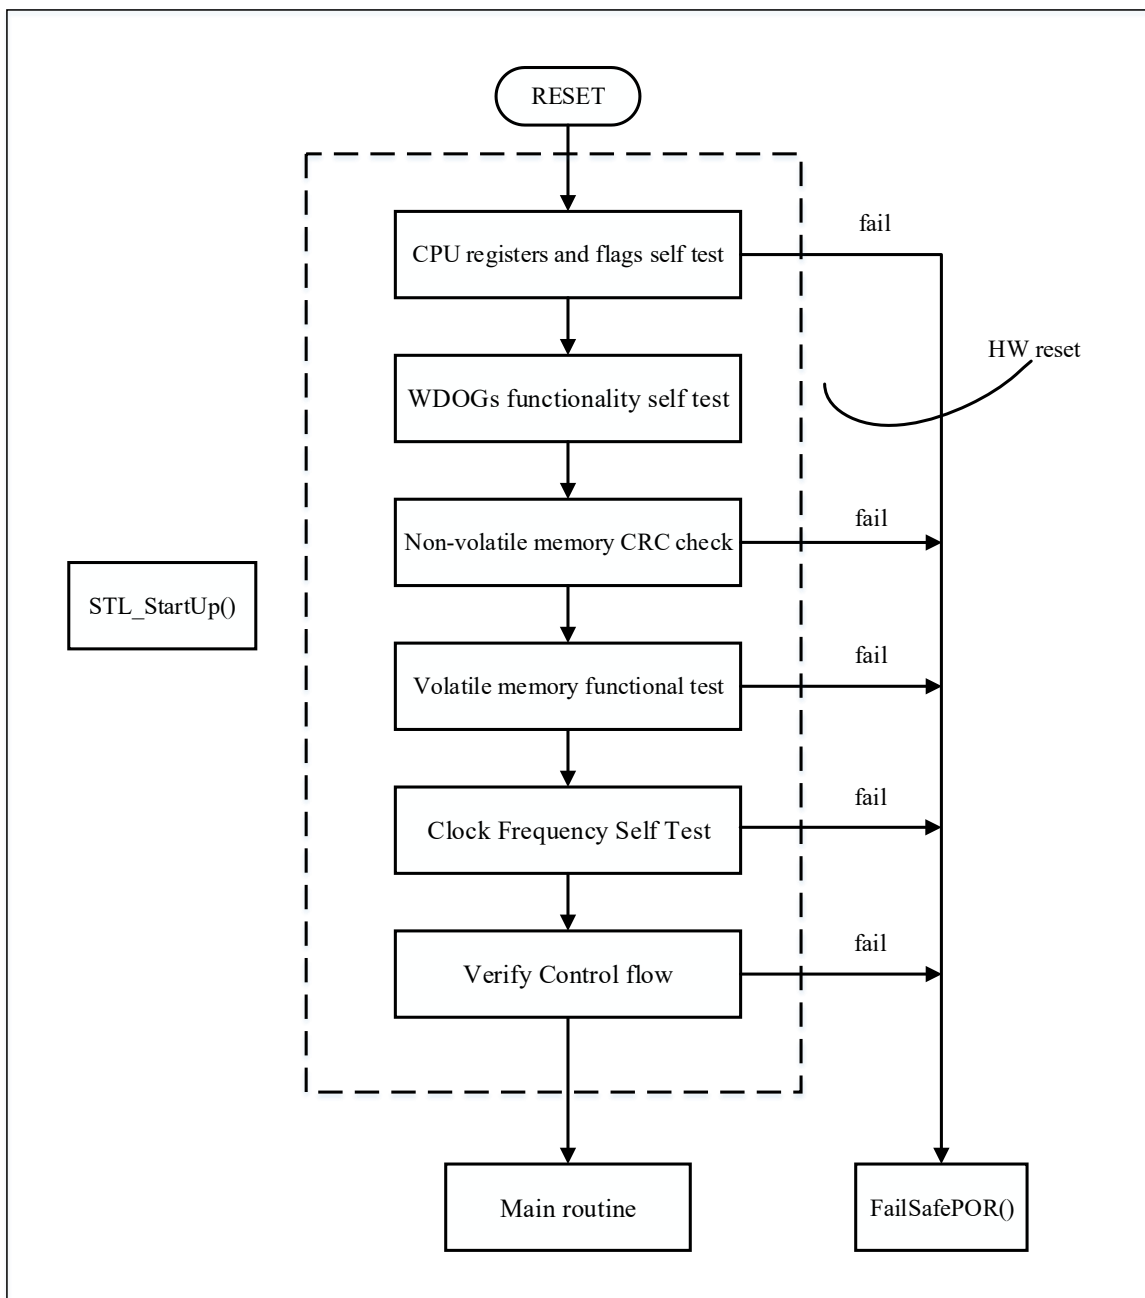 RESET
CPU registers and flags self test
fail
HW reset
WDOGs functionality self test
fail
Non-volatile memory CRC check
STL_StartUp()
fail
Volatile memory functional test
fail
Clock Frequency Self Test
fail
Verify Control flow
Main routine
FailSafePOR()